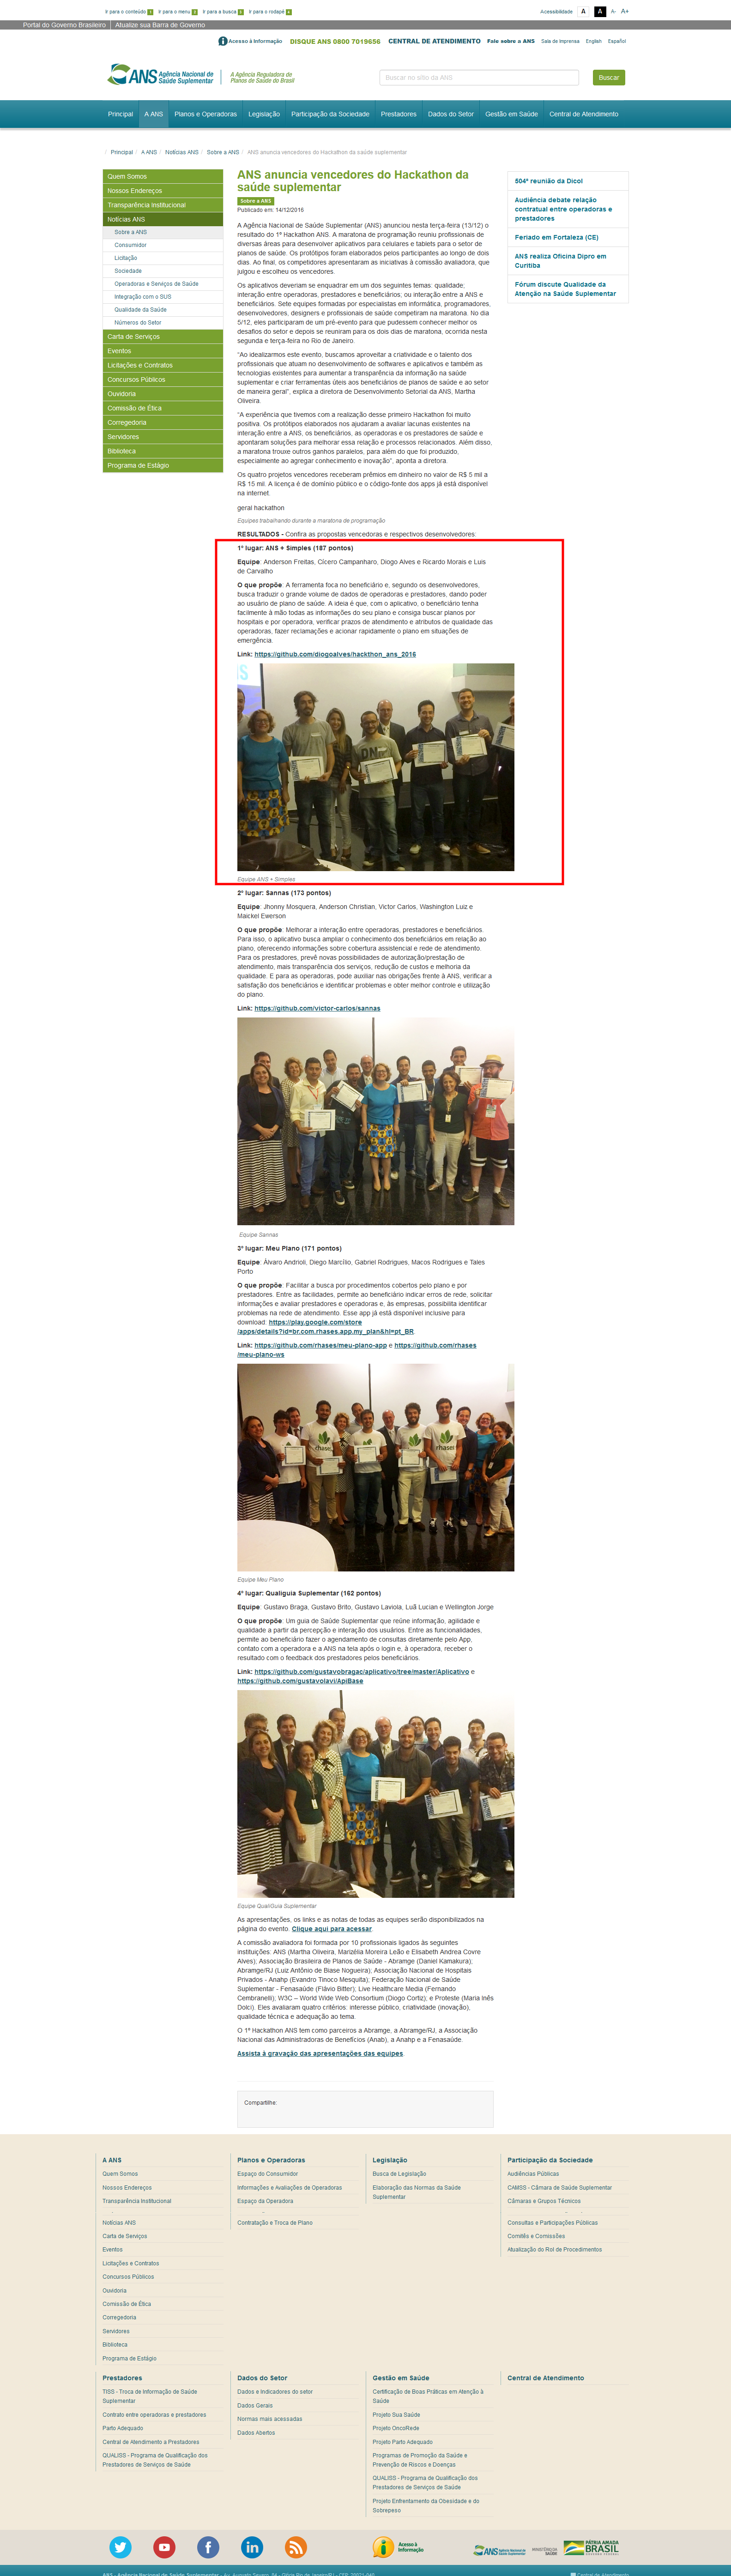 Ir para o conteúdo 1 Ir para o menu 2 Ir para a busca 3 Ir para o rodapé 4
Acessibilidade A A A- A+
Portal do Governo Brasileiro
Atualize sua Barra de Governo
Acesso à Informação
DISQUE ANS 0800 7019656
CENTRAL DE ATENDIMENTO
Fale sobre a ANS
Sala de Imprensa
English
Español
ANS Agência Nacional de
Saúde Suplementar
A Agência Reguladora de
Planos de Saúde do Brasil
Buscar no sítio da ANS
Buscar
Principal
A ANS
Planos e Operadoras
Legislação
Participação da Sociedade
Prestadores
Dados do Setor
Gestão em Saúde
Central de Atendimento
/ Principal / A ANS / Notícias ANS / Sobre a ANS / ANS anuncia vencedores do Hackathon da saúde suplementar
Quem Somos
Nossos Endereços
Transparência Institucional
Notícias ANS
Sobre a ANS
Consumidor
Licitação
Sociedade
Operadoras e Serviços de Saúde
Integração com o SUS
Qualidade da Saúde
Números do Setor
Carta de Serviços
Eventos
Licitações e Contratos
Concursos Públicos
Ouvidoria
Comissão de Ética
Corregedoria
Servidores
Biblioteca
Programa de Estágio
ANS anuncia vencedores do Hackathon da
saúde suplementar
Sobre a ANS
Publicado em: 14/12/2016
A Agência Nacional de Saúde Suplementar (ANS) anunciou nesta terça-feira (13/12) o
resultado do 1º Hackathon ANS. A maratona de programação reuniu profissionais de
diversas áreas para desenvolver aplicativos para celulares e tablets para o setor de
planos de saúde. Os protótipos foram elaborados em apenas dois dias por equipes de todo o
país. Ao final, os competidores apresentaram as iniciativas à comissão avaliadora, que
julgou e escolheu os vencedores.
Os aplicativos deveriam se enquadrar em um dos seguintes temas: qualidade;
interação entre operadoras, prestadores e beneficiários; ou interação entre a ANS e
beneficiários. Sete equipes formadas por especialistas em informática, programadores,
desenvolvedores, designers e profissionais de saúde competiram na maratona. No dia
5/12, eles participaram de um pré-evento para que pudessem conhecer melhor os
desafios do setor e depois se reuniram para os dois dias de maratona, ocorrida nesta
segunda e terça-feira no Rio de Janeiro.
"Ao idealizarmos este evento, buscamos aproveitar a criatividade e o talento dos
profissionais que atuam no desenvolvimento de softwares e aplicativos e também as
tecnologias existentes para aumentar a transparência da informação na saúde
suplementar e criar ferramentas úteis aos beneficiários de planos de saúde e ao setor
de maneira geral", explica a diretora de Desenvolvimento Setorial da ANS, Martha
Oliveira.
"A experiência que tivemos com a realização desse primeiro Hackathon foi muito
positiva. Os protótipos elaborados nos ajudaram a avaliar lacunas existentes na
interação entre a ANS, os beneficiários, as operadoras e os prestadores de saúde e
apontaram soluções para melhorar essa relação e processos relacionados. Além disso,
a maratona trouxe outros ganhos paralelos, para além do que foi produzido,
especialmente ao agregar conhecimento e inovação", aponta a diretora.
Os quatro projetos vencedores receberam prêmios em dinheiro no valor de R$ 5 mil a
R$ 15 mil. A licença é de domínio público e o código-fonte dos apps já está disponível
na internet.
geral hackathon
Equipes trabalhando durante a maratona de programação
RESULTADOS - Confira as propostas vencedoras e respectivos desenvolvedores:
1º lugar: ANS + Simples (187 pontos)
Equipe: Anderson Freitas, Cícero Campanharo, Diogo Alves e Ricardo Morais e Luis
de Carvalho
O que propõe: A ferramenta foca no beneficiário e, segundo os desenvolvedores,
busca traduzir o grande volume de dados de operadoras e prestadores, dando poder
ao usuário de plano de saúde. A ideia é que, com o aplicativo, o beneficiário tenha
facilmente à mão todas as informações do seu plano e consiga buscar planos por
hospitais e por operadora, verificar prazos de atendimento e atributos de qualidade das
operadoras, fazer reclamações e acionar rapidamente o plano em situações de
emergência.
Link: https://github.com/diogoalves/hackthon_ans_2016
Equipe ANS + Simples
2º lugar: Sannas (173 pontos)
Equipe: Jhonny Mosquera, Anderson Christian, Victor Carlos, Washington Luiz e
Maickel Ewerson
O que propõe: Melhorar a interação entre operadoras, prestadores e beneficiários.
Para isso, o aplicativo busca ampliar o conhecimento dos beneficiários em relação ao
plano, oferecendo informações sobre cobertura assistencial e rede de atendimento.
Para os prestadores, prevê novas possibilidades de autorização/prestação de
atendimento, mais transparência dos serviços, redução de custos e melhoria da
qualidade. E para as operadoras, pode auxiliar nas obrigações frente à ANS, verificar a
satisfação dos beneficiários e identificar problemas e obter melhor controle e utilização
do plano.
Link: https://github.com/victor-carlos/sannas
Equipe Sannas
3º lugar: Meu Plano (171 pontos)
Equipe: Álvaro Andrioli, Diego Marcílio, Gabriel Rodrigues, Macos Rodrigues e Tales
Porto
O que propõe: Facilitar a busca por procedimentos cobertos pelo plano e por
prestadores. Entre as facilidades, permite ao beneficiário indicar erros de rede, solicitar
informações e avaliar prestadores e operadoras e, às empresas, possibilita identificar
problemas na rede de atendimento. Esse app já está disponível inclusive para
download: https://play.google.com/store
/apps/details?id=br.com.rhases.app.my_plan&hl=pt_BR.
Link: https://github.com/rhases/meu-plano-app e https://github.com/rhases
/meu-plano-ws
rhases
Equipe Meu Plano
4º lugar: Qualiguia Suplementar (162 pontos)
Equipe: Gustavo Braga, Gustavo Brito, Gustavo Laviola, Luã Lucian e Wellington Jorge
O que propõe: Um guia de Saúde Suplementar que reúne informação, agilidade e
qualidade a partir da percepção e interação dos usuários. Entre as funcionalidades,
permite ao beneficiário fazer o agendamento de consultas diretamente pelo App,
contato com a operadora e a ANS na tela após o login e, à operadora, receber o
resultado com o feedback dos prestadores pelos beneficiários.
Link: https://github.com/gustavobragac/aplicativo/tree/master/Aplicativo e
https://github.com/gustavolavi/ApiBase
Equipe QualiGuia Suplementar
As apresentações, os links e as notas de todas as equipes serão disponibilizados na
página do evento. Clique aqui para acessar.
A comissão avaliadora foi formada por 10 profissionais ligados às seguintes
instituições: ANS (Martha Oliveira, Marizélia Moreira Leão e Elisabeth Andrea Covre
Alves); Associação Brasileira de Planos de Saúde - Abramge (Daniel Kamakura);
Abramge/RJ (Luiz Antônio de Biase Nogueira); Associação Nacional de Hospitais
Privados - Anahp (Evandro Tinoco Mesquita); Federação Nacional de Saúde
Suplementar - Fenasaúde (Flávio Bitter); Live Healthcare Media (Fernando
Cembranelli); W3C – World Wide Web Consortium (Diogo Cortiz); e Proteste (Maria Inês
Dolci). Eles avaliaram quatro critérios: interesse público, criatividade (inovação),
qualidade técnica e adequação ao tema.
O 1º Hackathon ANS tem como parceiros a Abramge, a Abramge/RJ, a Associação
Nacional das Administradoras de Benefícios (Anab), a Anahp e a Fenasaúde.
Assista à gravação das apresentações das equipes.
Compartilhe:
504ª reunião da Dicol
Audiência debate relação
contratual entre operadoras e
prestadores
Feriado em Fortaleza (CE)
ANS realiza Oficina Dipro em
Curitiba
Fórum discute Qualidade da
Atenção na Saúde Suplementar
A ANS
Quem Somos
Nossos Endereços
Transparência Institucional
Notícias ANS
Carta de Serviços
Eventos
Licitações e Contratos
Concursos Públicos
Ouvidoria
Comissão de Ética
Corregedoria
Servidores
Biblioteca
Programa de Estágio
Planos e Operadoras
Espaço do Consumidor
Informações e Avaliações de Operadoras
Espaço da Operadora
Contratação e Troca de Plano
Legislação
Busca de Legislação
Elaboração das Normas da Saúde
Suplementar
Participação da Sociedade
Audiências Públicas
CAMSS - Câmara de Saúde Suplementar
Câmaras e Grupos Técnicos
Consultas e Participações Públicas
Comitês e Comissões
Atualização do Rol de Procedimentos
Prestadores
TISS - Troca de Informação de Saúde
Suplementar
Contrato entre operadoras e prestadores
Parto Adequado
Central de Atendimento a Prestadores
QUALISS - Programa de Qualificação dos
Prestadores de Serviços de Saúde
Dados do Setor
Dados e Indicadores do setor
Dados Gerais
Normas mais acessadas
Dados Abertos
Gestão em Saúde
Certificação de Boas Práticas em Atenção à
Saúde
Projeto Sua Saúde
Projeto OncoRede
Projeto Parto Adequado
Programas de Promoção da Saúde e
Prevenção de Riscos e Doenças
QUALISS - Programa de Qualificação dos
Prestadores de Serviços de Saúde
Projeto Enfrentamento da Obesidade e do
Sobrepeso
Central de Atendimento
Acesso à
Informação
ANS Agência Nacional de
Saúde Suplementar
MINISTÉRIO DA
SAÚDE
PÁTRIA AMADA
BRASIL
GOVERNO FEDERAL
ANS - Agência Nacional de Saúde Suplementar - Av. Augusto Severo, 84 - Glória Rio de Janeiro/RJ - CEP: 20021-040
Central de Atendimento